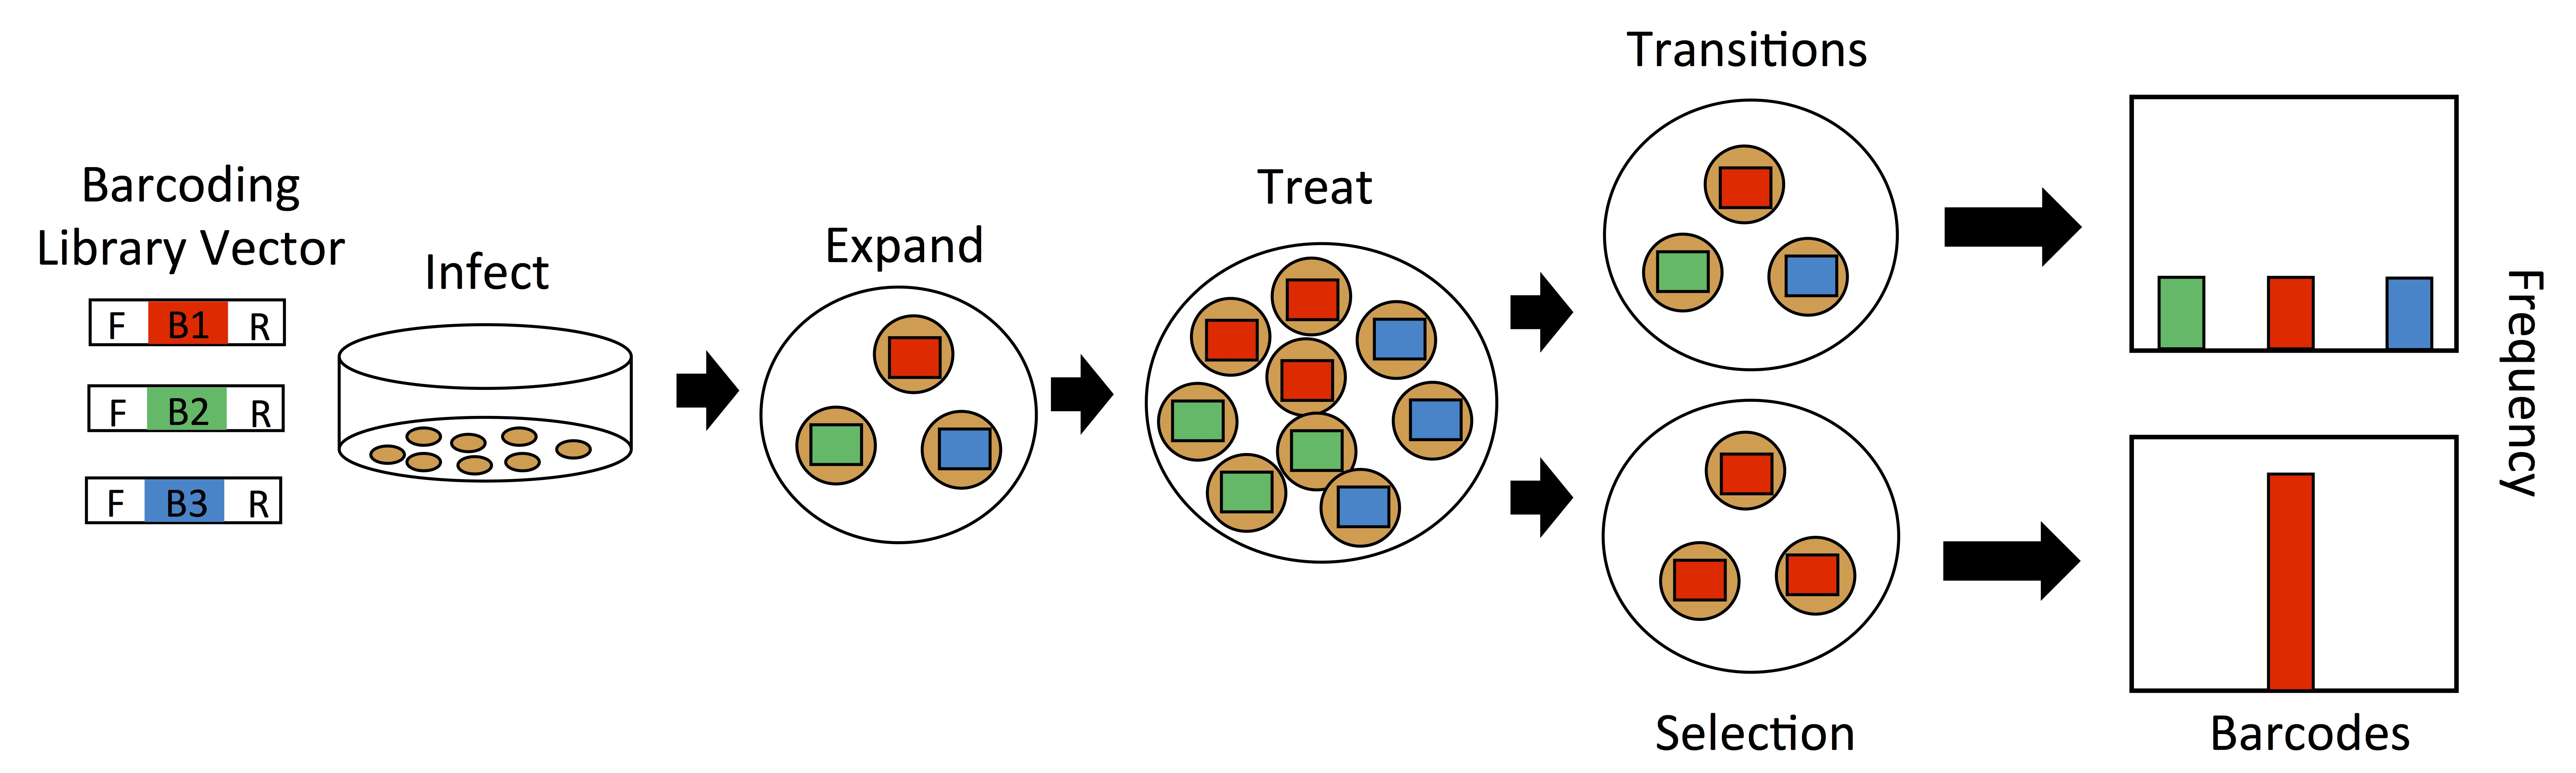 Barcoding
Library Vector
F B1 R
F B2 R
F B3 R
Infect
Expand
Treat
Transitions
Selection
Frequency
Barcodes